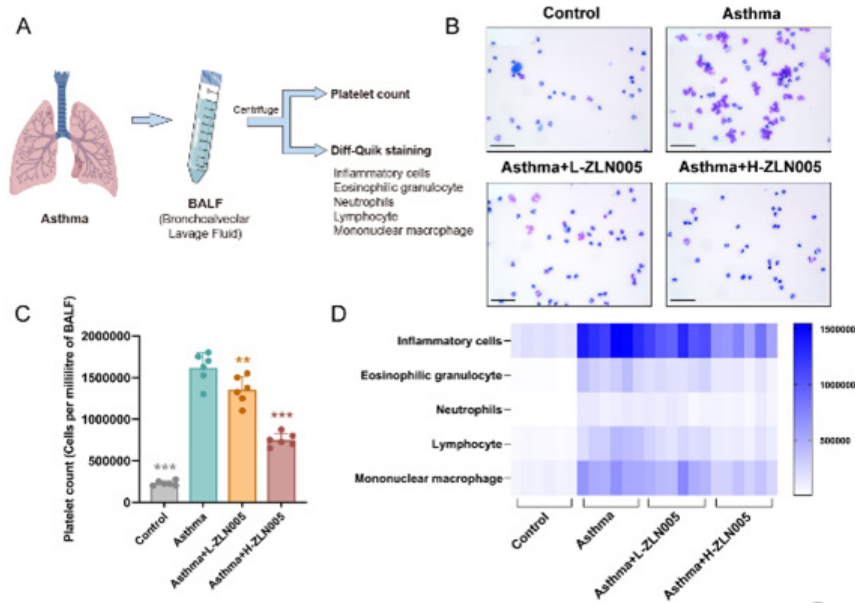 A
Asthma
BALF
(Bronchoalveolar
Lavage Fluid)
Centrifuge
Platelet count
Diff-Quik staining
Inflammatory cells
Eosinophilic granulocyte
Neutrophils
Lymphocyte
Mononuclear macrophage
B
Control
Asthma
Asthma+L-ZLN005
Asthma+H-ZLN005
C
Platelet count (Cells per millilitre of BALF)
2000000
1500000
1000000
500000
0
***
**
***
Control
Asthma
Asthma+L-ZLN005
Asthma+H-ZLN005
D
Inflammatory cells
Eosinophilic granulocyte
Neutrophils
Lymphocyte
Mononuclear macrophage
Control
Asthma
Asthma+L-ZLN005
Asthma+H-ZLN005
1500000
1000000
500000